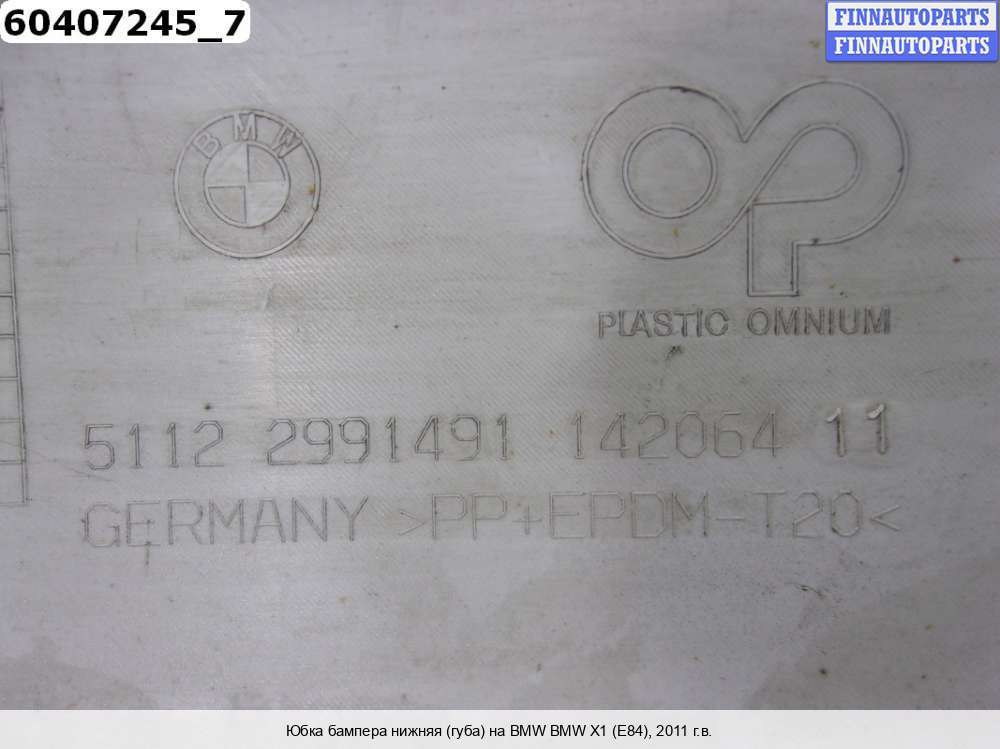 60407245_7
FINNAUTOPARTS
FINNAUTOPARTS
BMW
PLASTIC OMNIUM
5112 2991491 142064 11
GERMANY >PP+EPDM-T20<
Юбка бампера нижняя (губа) на BMW BMW X1 (E84), 2011 г.в.